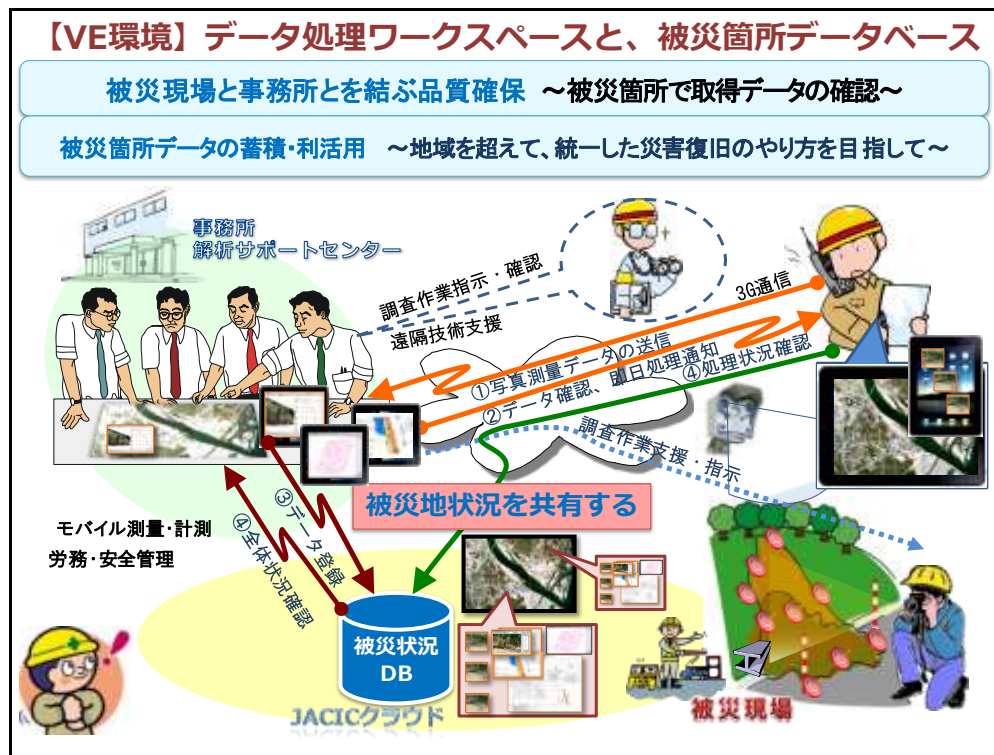 【VE環境】データ処理ワークスペースと、被災箇所データベース
被災現場と事務所とを結ぶ品質確保 ～被災箇所で取得データの確認～
被災箇所データの蓄積・利活用 ～地域を超えて、統一した災害復旧のやり方を目指して～
事務所
解析サポートセンター
調査作業指示・確認
遠隔技術支援
3G通信
①写真測量データの送信
②データ確認、即日処理通知
④処理状況確認
調査作業支援・指示
被災地状況を共有する
③データ登録
④全体状況確認
モバイル測量・計測
労務・安全管理
被災状況
DB
JACICクラウド
被災現場